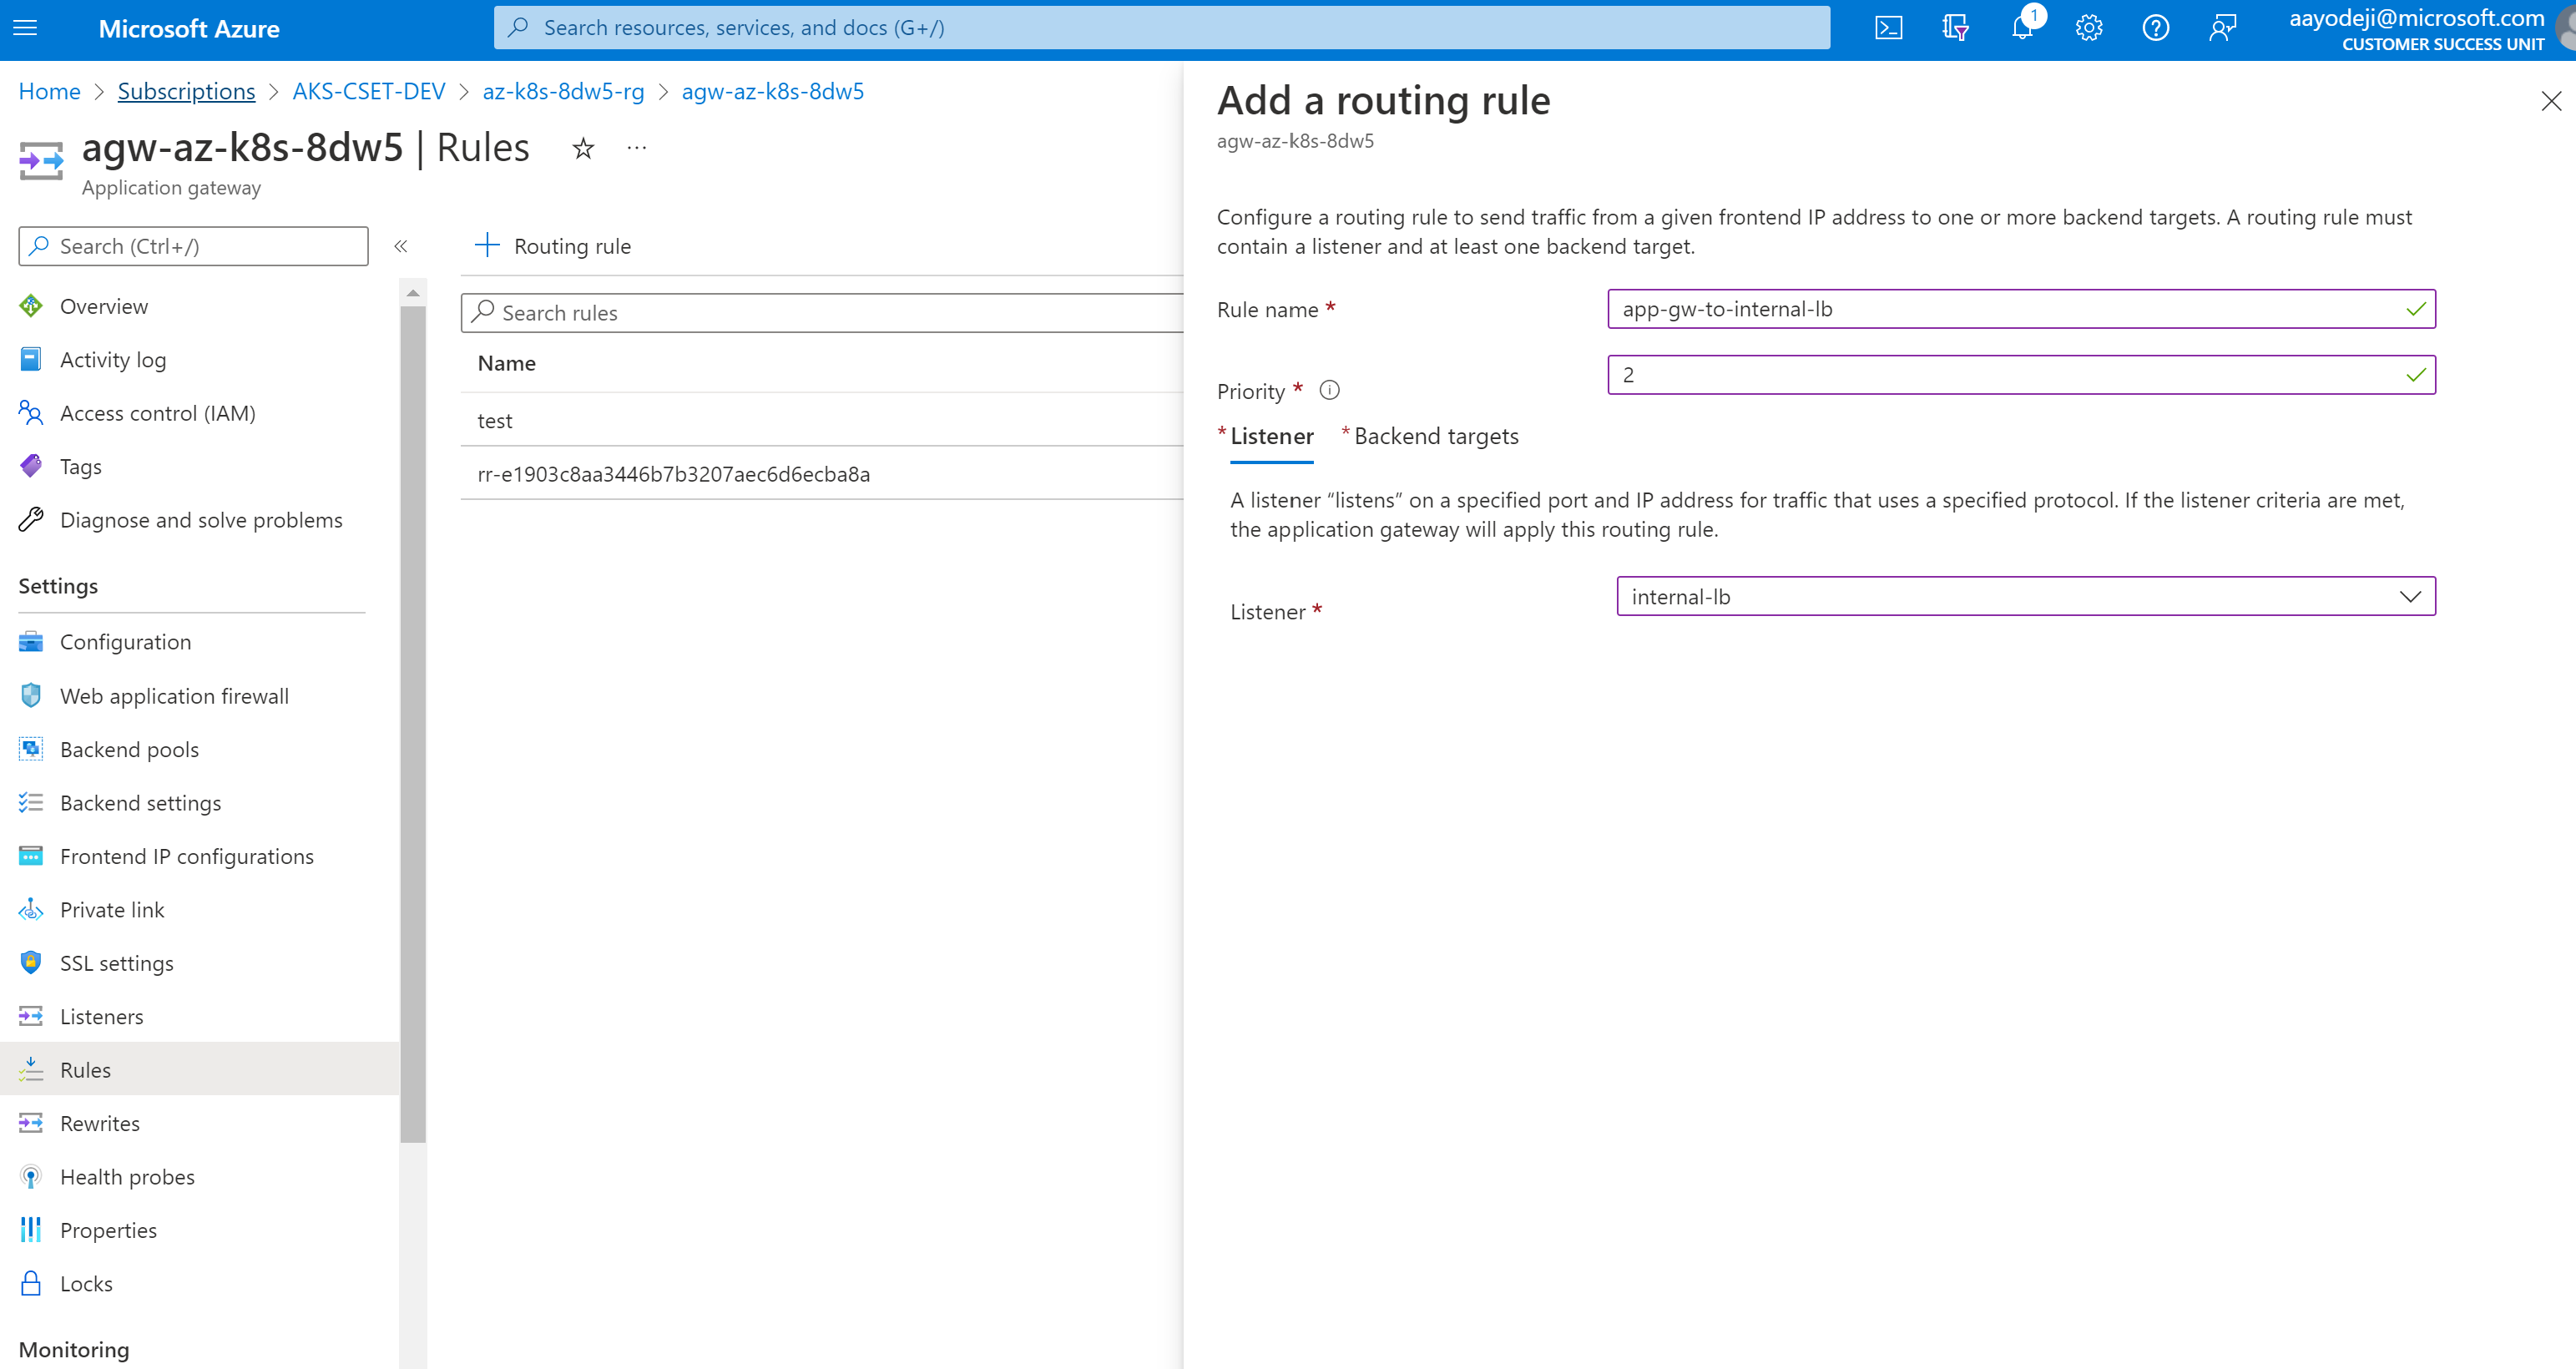 Microsoft Azure
Search resources, services, and docs (G+/)
1
aayodeji@microsoft.com
CUSTOMER SUCCESS UNIT
Home > Subscriptions > AKS-CSET-DEV > az-k8s-8dw5-rg > agw-az-k8s-8dw5
agw-az-k8s-8dw5 | Rules
Application gateway
Search (Ctrl+/)
Overview
Activity log
Access control (IAM)
Tags
Diagnose and solve problems
Settings
Configuration
Web application firewall
Backend pools
Backend settings
Frontend IP configurations
Private link
SSL settings
Listeners
Rules
Rewrites
Health probes
Properties
Locks
Monitoring
Routing rule
Search rules
Name
test
rr-e1903c8aa3446b7b3207aec6d6ecba8a
Add a routing rule
agw-az-k8s-8dw5
Configure a routing rule to send traffic from a given frontend IP address to one or more backend targets. A routing rule must
contain a listener and at least one backend target.
Rule name *
app-gw-to-internal-lb
Priority *
2
* Listener * Backend targets
A listener “listens” on a specified port and IP address for traffic that uses a specified protocol. If the listener criteria are met,
the application gateway will apply this routing rule.
Listener *
internal-lb